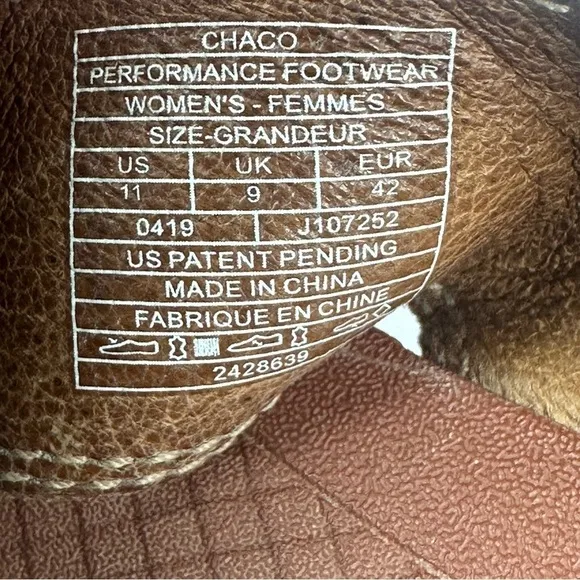 CHACO
PERFORMANCE FOOTWEAR
WOMEN'S - FEMMES
SIZE-GRANDEUR
US UK EUR
11 9 42
0419 J107252
US PATENT PENDING
MADE IN CHINA
FABRIQUE EN CHINE
2428639